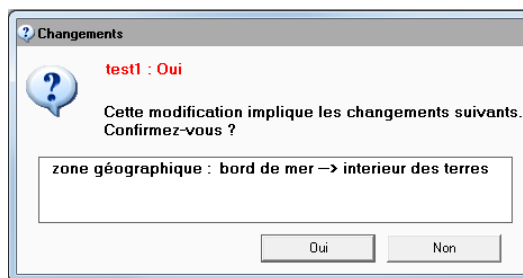 Changements
test1 : Oui
Cette modification implique les changements suivants.
Confirmez-vous ?
zone géographique : bord de mer --> interieur des terres
Oui
Non